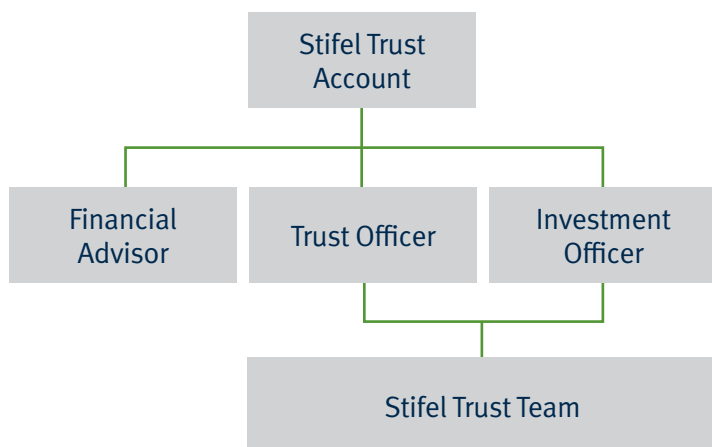 Stifel Trust
Account
Financial
Advisor
Trust Officer
Investment
Officer
Stifel Trust Team